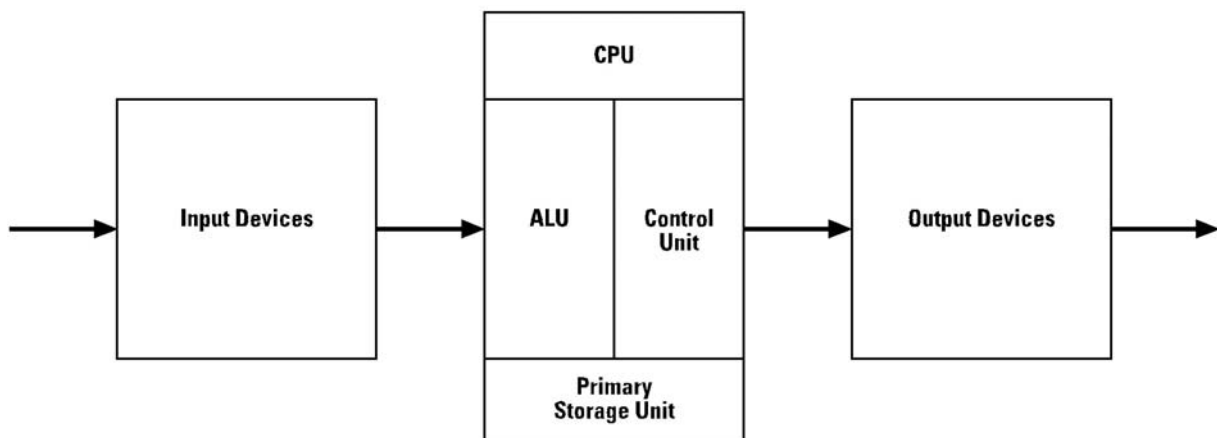 CPU
Input Devices
ALU
Control
Unit
Output Devices
Primary
Storage Unit